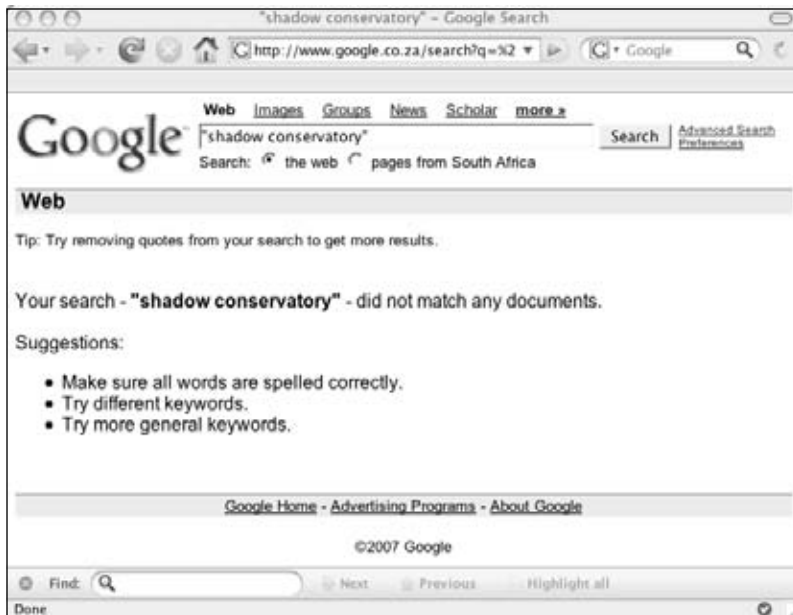 "shadow conservatory" – Google Search
http://www.google.co.za/search?q=%2
Google
Web Images Groups News Scholar more »
Google
"shadow conservatory"
Search
Advanced Search
Preferences
Search: the web pages from South Africa
Web
Tip: Try removing quotes from your search to get more results.
Your search - "shadow conservatory" - did not match any documents.
Suggestions:
• Make sure all words are spelled correctly.
• Try different keywords.
• Try more general keywords.
Google Home - Advertising Programs - About Google
©2007 Google
Find: Next Previous Highlight all
Done